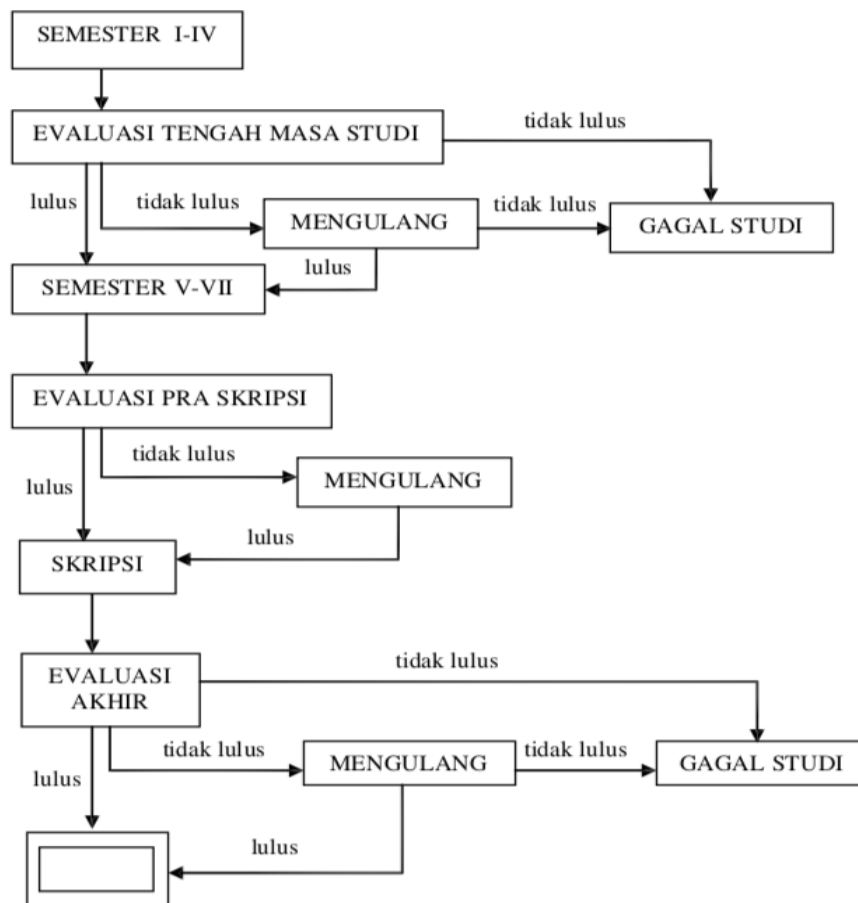 SEMESTER I-IV
EVALUASI TENGAH MASA STUDI
tidak lulus
lulus
tidak lulus
MENGULANG
tidak lulus
GAGAL STUDI
lulus
SEMESTER V-VII
EVALUASI PRA SKRIPSI
tidak lulus
lulus
MENGULANG
lulus
SKRIPSI
EVALUASI
AKHIR
tidak lulus
tidak lulus
MENGULANG
tidak lulus
GAGAL STUDI
lulus
lulus